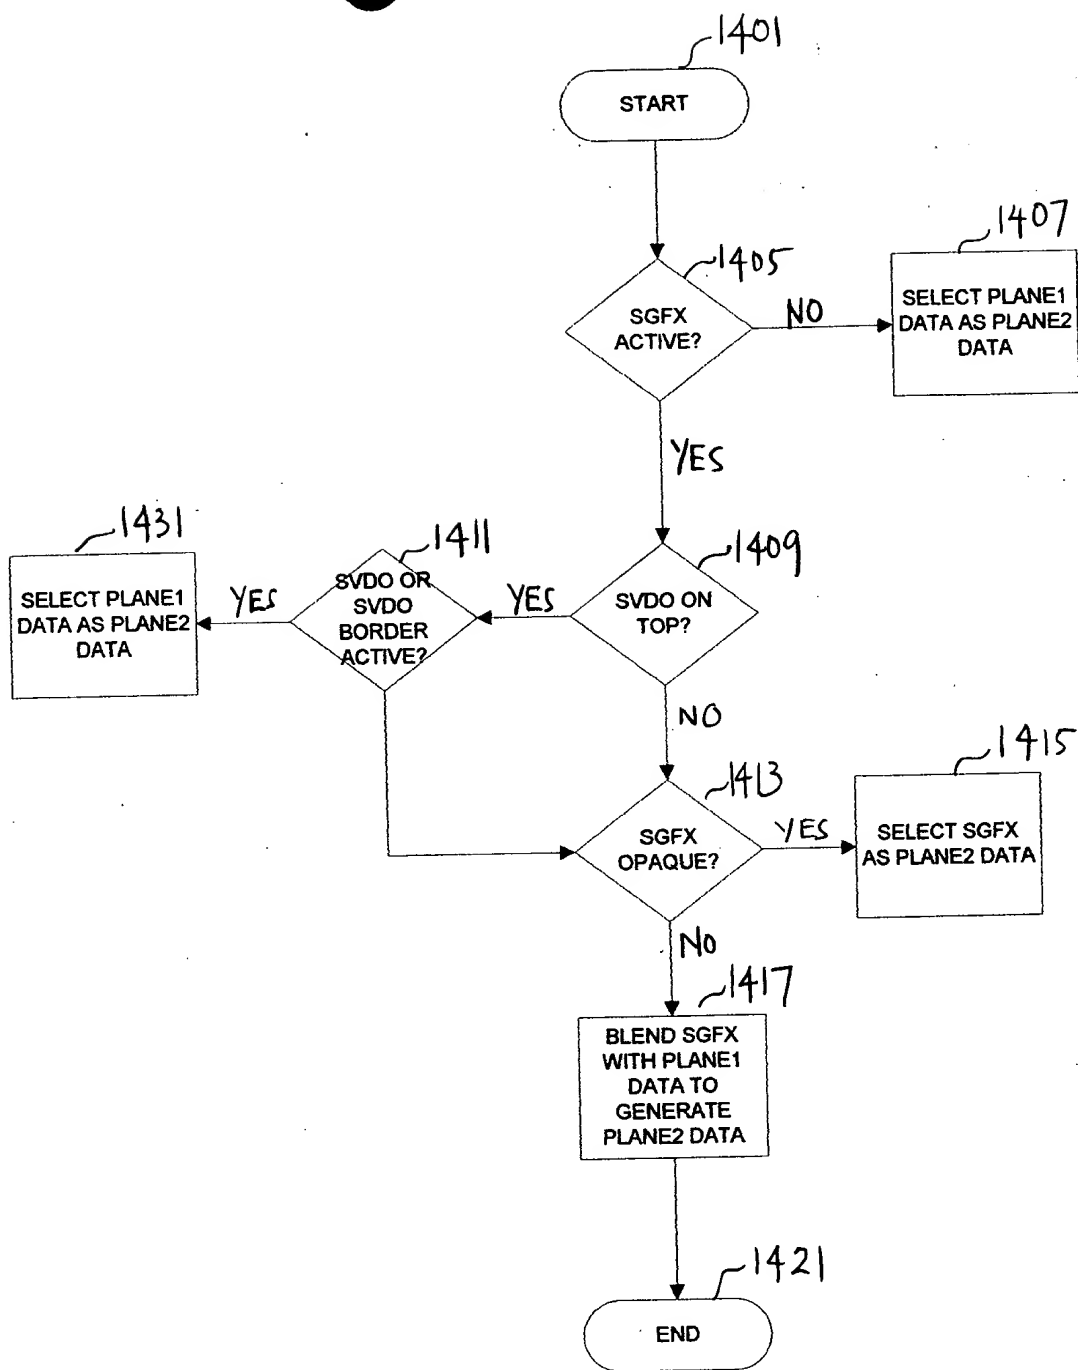 1401
START
1407
1405
SGFX
ACTIVE?
NO
SELECT PLANE1
DATA AS PLANE2
DATA
YES
1431
1411
1409
SELECT PLANE1
DATA AS PLANE2
DATA
YES
SVDO OR
SVDO
BORDER
ACTIVE?
YES
SVDO ON
TOP?
NO
1415
1413
SGFX
OPAQUE?
YES
SELECT SGFX
AS PLANE2 DATA
NO
1417
BLEND SGFX
WITH PLANE1
DATA TO
GENERATE
PLANE2 DATA
1421
END